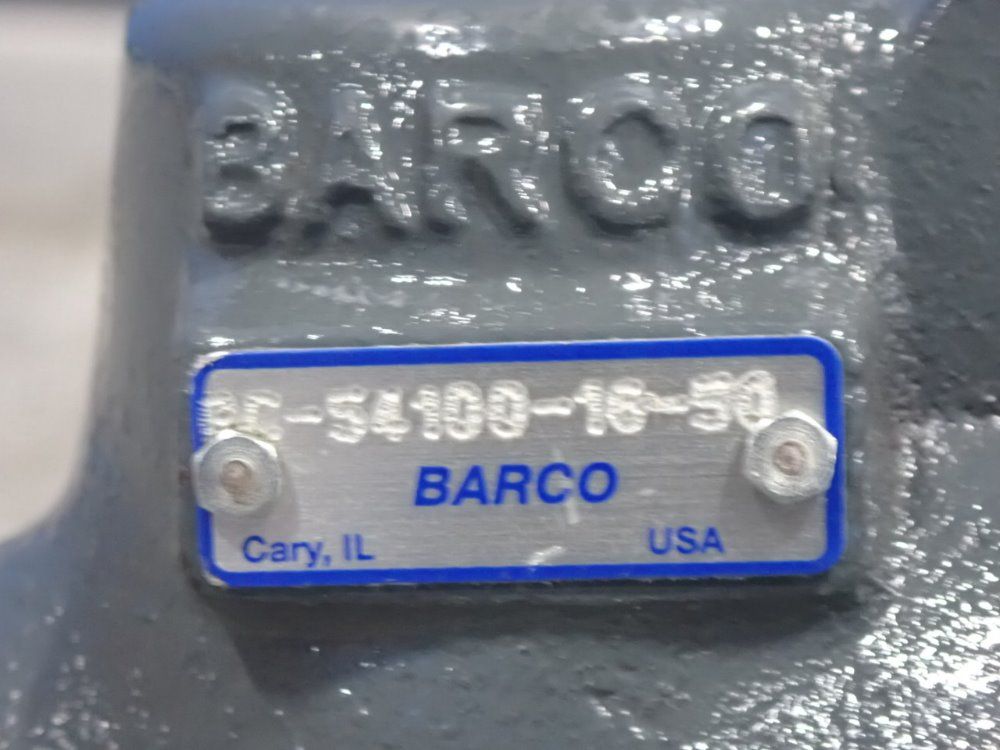 BARCO
BC-54100-16-50
BARCO
Cary, IL USA